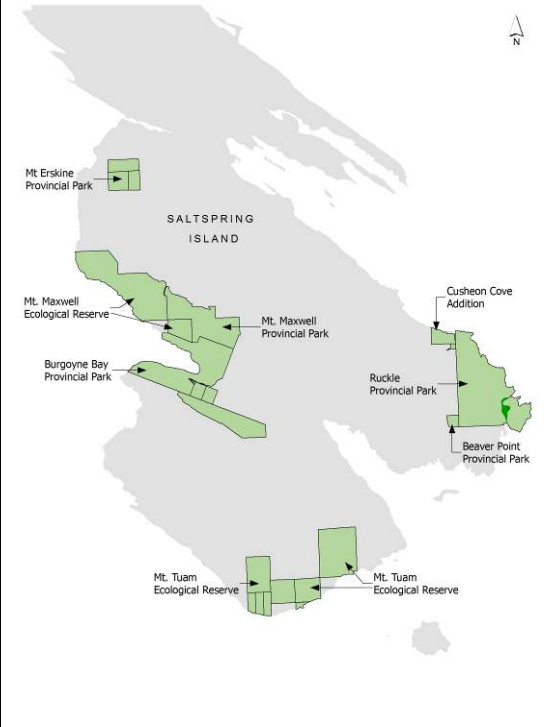 N
Mt Erskine
Provincial Park
SALTSPRING
ISLAND
Mt. Maxwell
Ecological Reserve
Mt. Maxwell
Provincial Park
Cusheon Cove
Addition
Burgoyne Bay
Provincial Park
Ruckle
Provincial Park
Beaver Point
Provincial Park
Mt. Tuam
Ecological Reserve
Mt. Tuam
Ecological Reserve